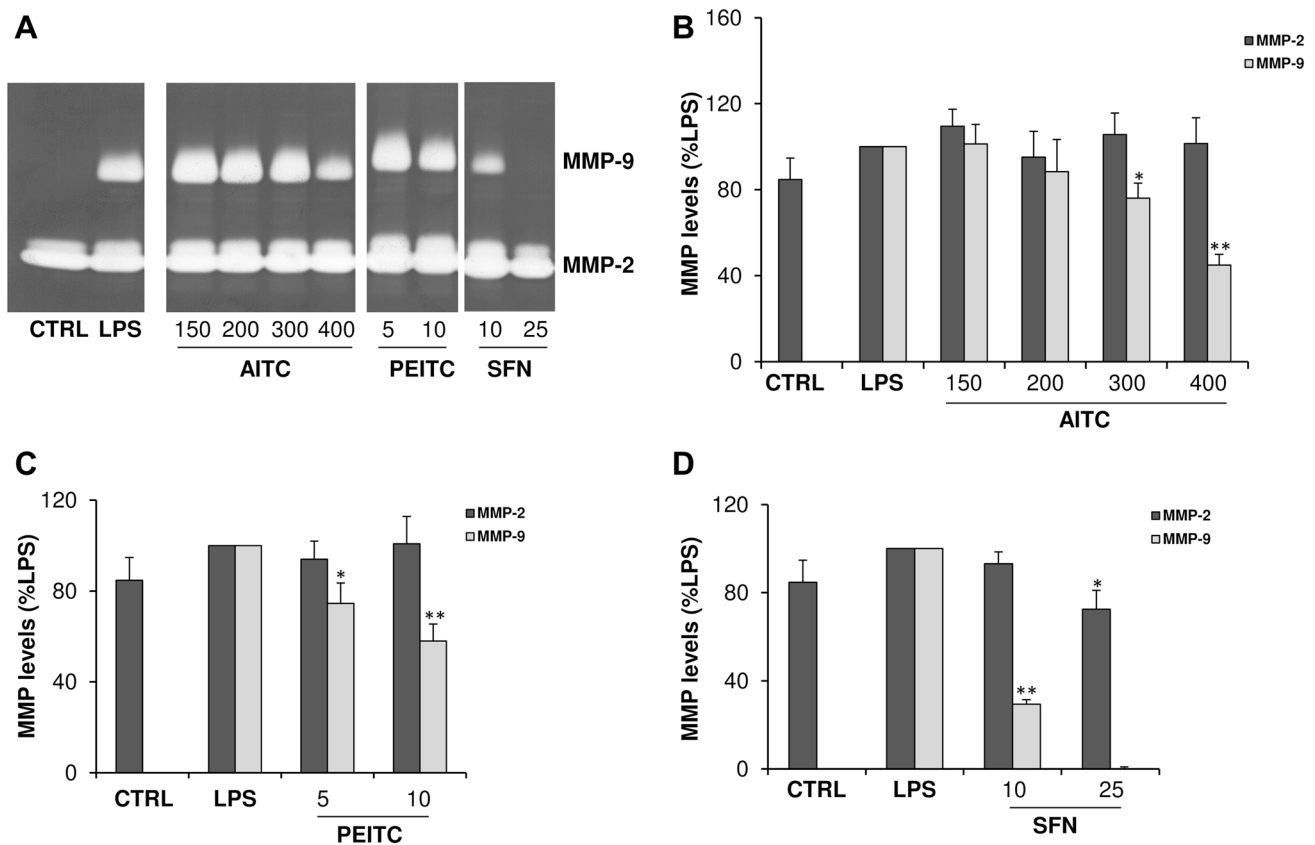 A
MMP-9
MMP-2
CTRL LPS 150 200 300 400 5 10 10 25
AITC PEITC SFN
B
MMP-2
MMP-9
MMP levels (%LPS)
160
120
80
40
0
*
**
CTRL LPS 150 200 300 400
AITC
C
MMP-2
MMP-9
MMP levels (%LPS)
120
80
40
0
*
**
CTRL LPS 5 10
PEITC
D
MMP-2
MMP-9
MMP levels (%LPS)
120
80
40
0
**
*
CTRL LPS 10 25
SFN